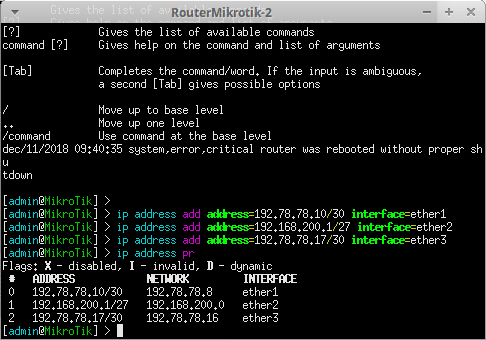 RouterMikrotik-2
[?]             Gives the list of available commands
command [?]     Gives help on the command and list of arguments
[Tab]           Completes the command/word. If the input is ambiguous,
                a second [Tab] gives possible options
/               Move up to base level
..              Move up one level
/command        Use command at the base level
dec/11/2018 09:40:35 system,error,critical router was rebooted without proper sh
u
tdown
[admin@MikroTik] >
[admin@MikroTik] > ip address add address=192.78.78.10/30 interface=ether1
[admin@MikroTik] > ip address add address=192.168.200.1/27 interface=ether2
[admin@MikroTik] > ip address add address=192.78.78.17/30 interface=ether3
[admin@MikroTik] > ip address pr
Flags: X - disabled, I - invalid, D - dynamic
 #   ADDRESS            NETWORK         INTERFACE
 0   192.78.78.10/30    192.78.78.8     ether1
 1   192.168.200.1/27   192.168.200.0   ether2
 2   192.78.78.17/30    192.78.78.16    ether3
[admin@MikroTik] >